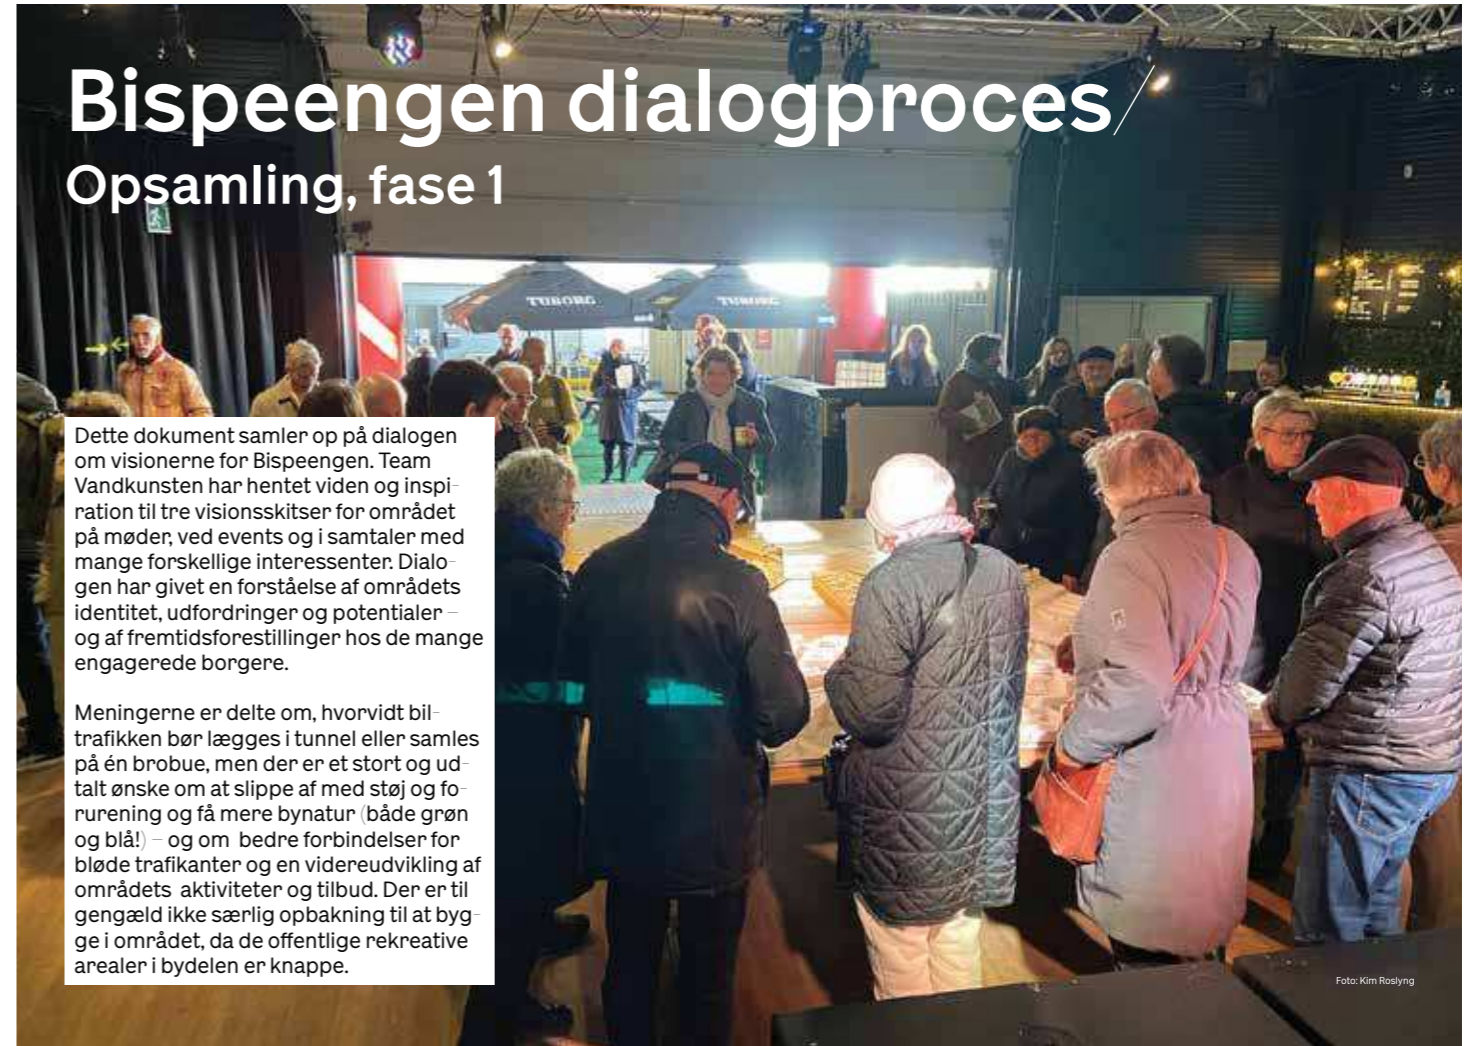 Bispeengen dialogproces/
Opsamling, fase 1
TUBORG
TUBORG
Dette dokument samler op på dialogen
om visionerne for Bispeengen. Team
Vandkunsten har hentet viden og inspi-
ration til tre visionsskitser for området
på møder, ved events og i samtaler med
mange forskellige interessenter. Dialo-
gen har givet en forståelse af områdets
identitet, udfordringer og potentialer –
og af fremtidsforestillinger hos de mange
engagerede borgere.

Meningerne er delte om, hvorvidt bil-
trafikken bør lægges i tunnel eller samles
på én brobue, men der er et stort og ud-
talt ønske om at slippe af med støj og fo-
rurening og få mere bynatur (både grøn
og blå!) – og om  bedre forbindelser for
bløde trafikanter og en videreudvikling af
områdets  aktiviteter og tilbud. Der er til
gengæld ikke særlig opbakning til at byg-
ge i området, da de offentlige rekreative
arealer i bydelen er knappe.
Foto: Kim Roslyng